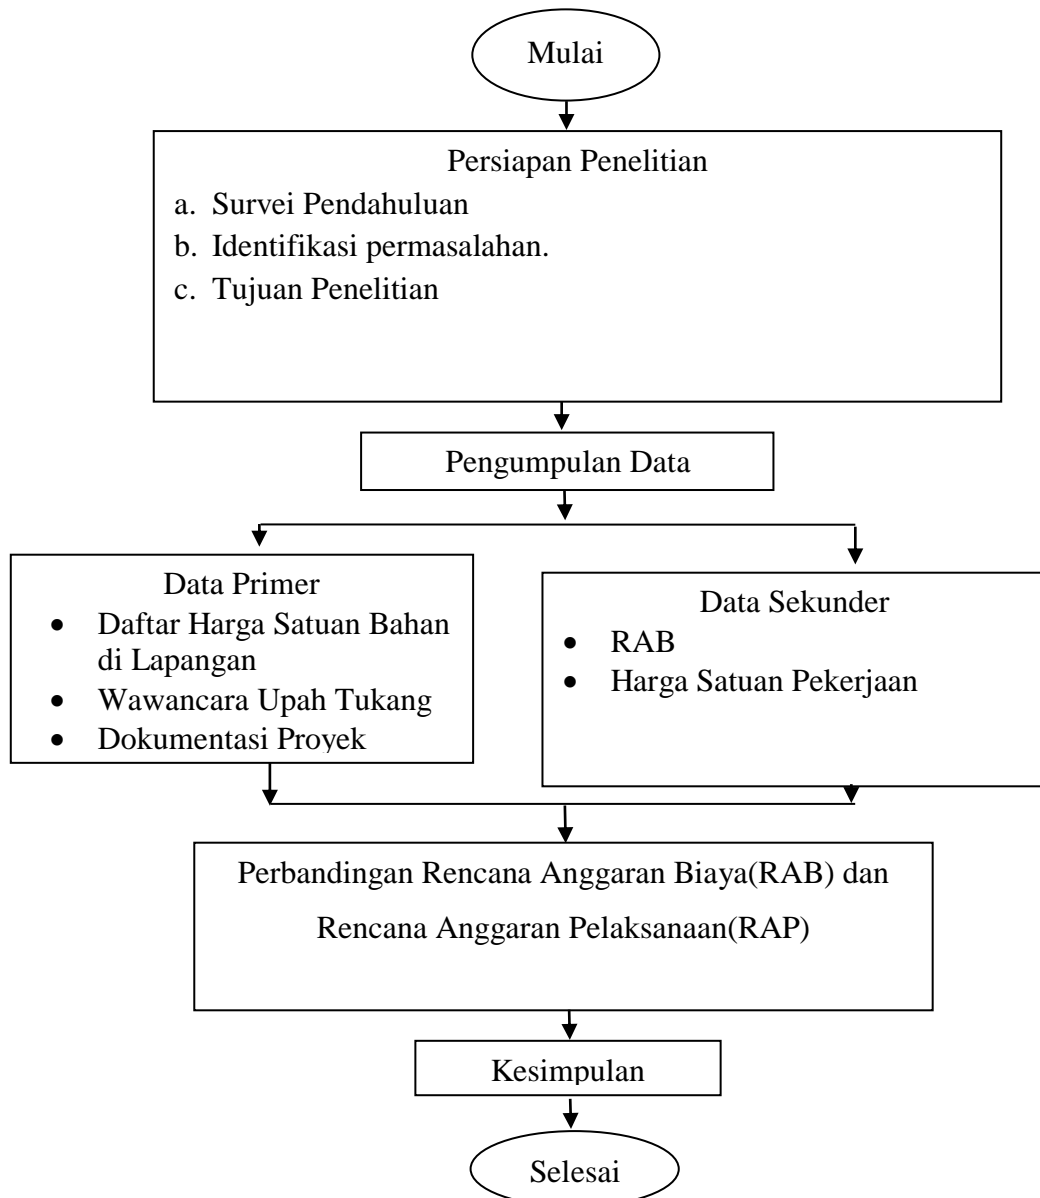 Mulai
Persiapan Penelitian
a. Survei Pendahuluan
b. Identifikasi permasalahan.
c. Tujuan Penelitian
Pengumpulan Data
Data Primer
• Daftar Harga Satuan Bahan
di Lapangan
• Wawancara Upah Tukang
• Dokumentasi Proyek
Data Sekunder
• RAB
• Harga Satuan Pekerjaan
Perbandingan Rencana Anggaran Biaya(RAB) dan
Rencana Anggaran Pelaksanaan(RAP)
Kesimpulan
Selesai